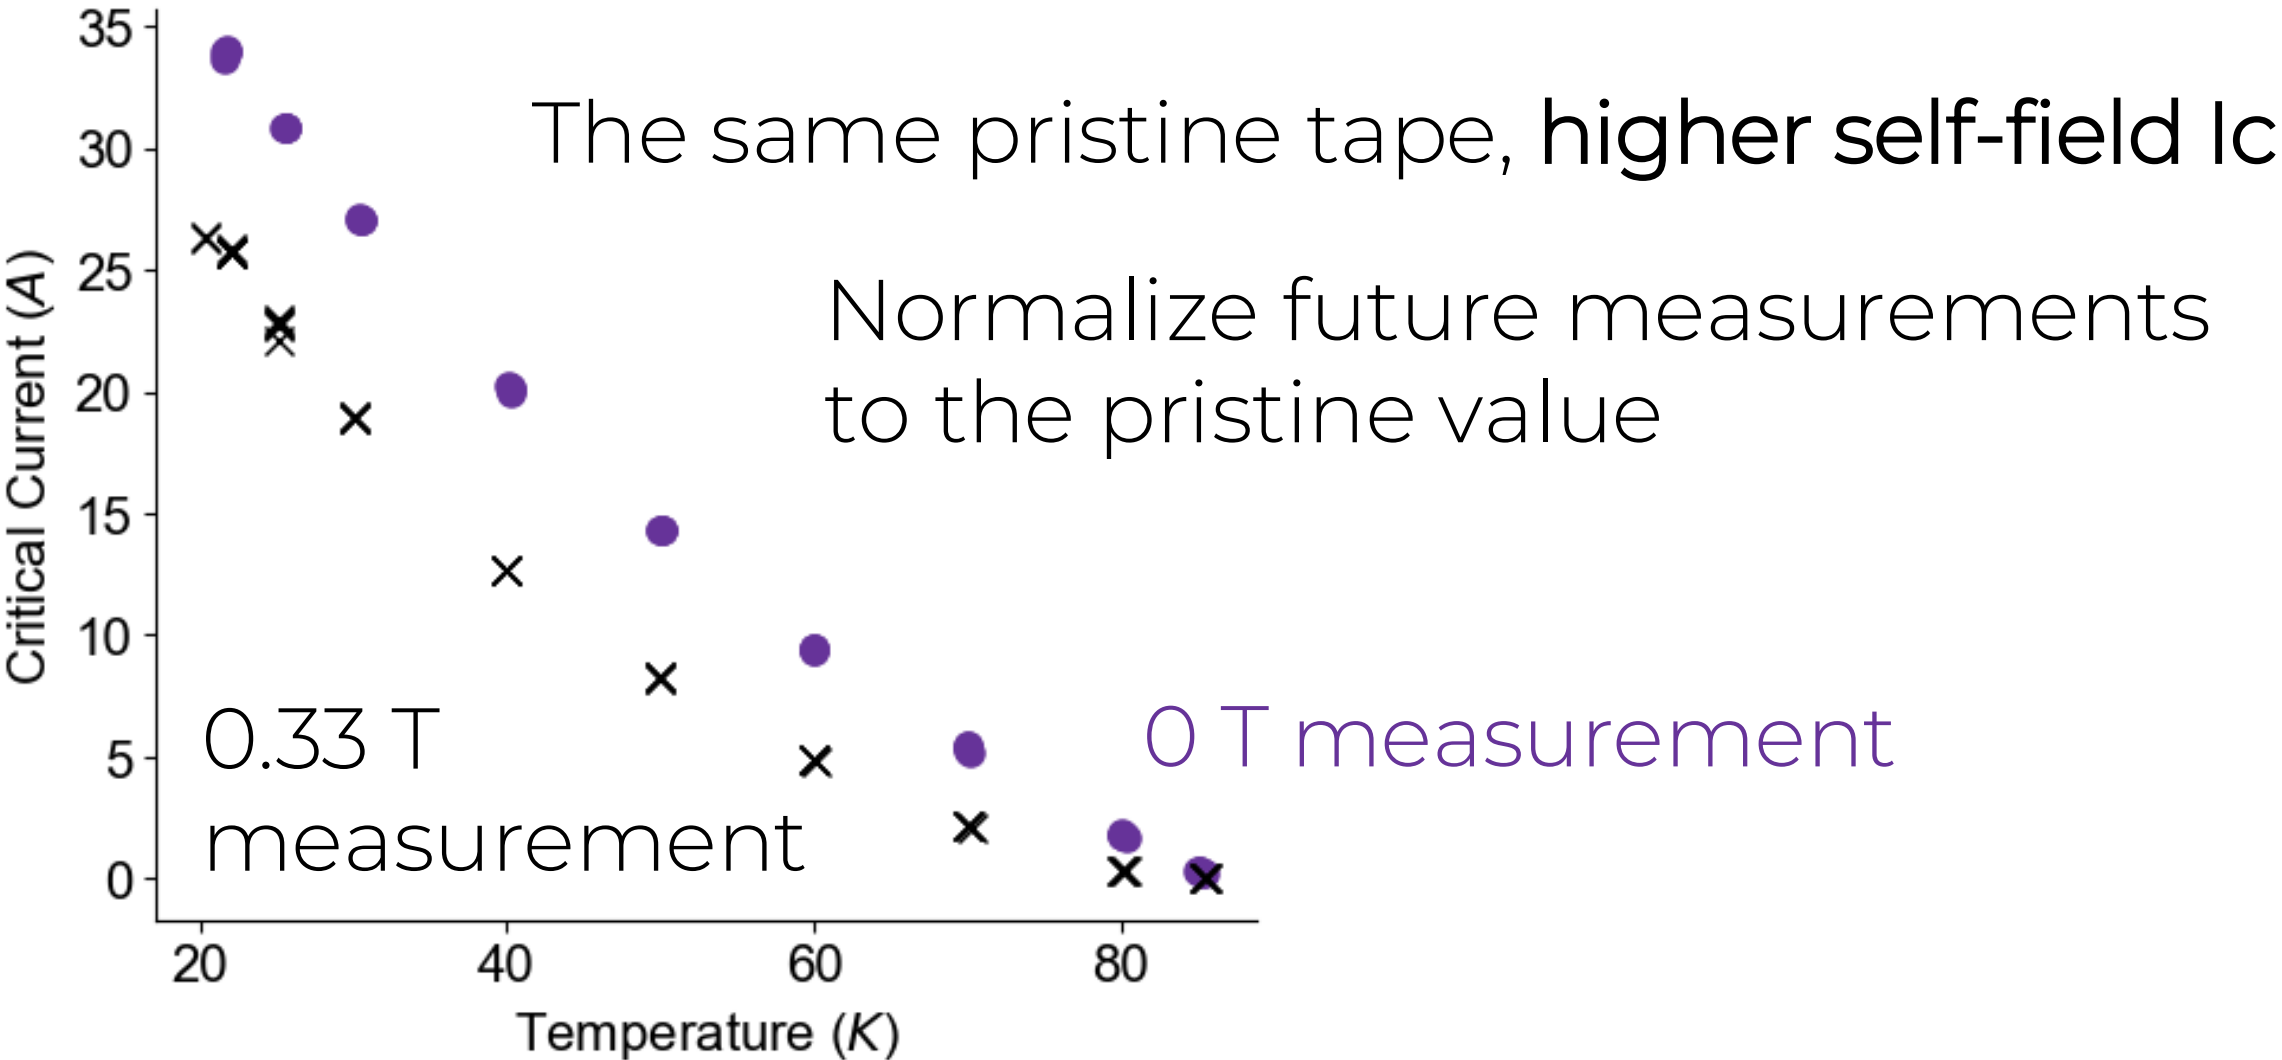 35
30
25
20
15
10
5
0
Critical Current (A)
The same pristine tape, higher self-field Ic
Normalize future measurements
to the pristine value
0.33 T
measurement
0 T measurement
20 40 60 80
Temperature (K)